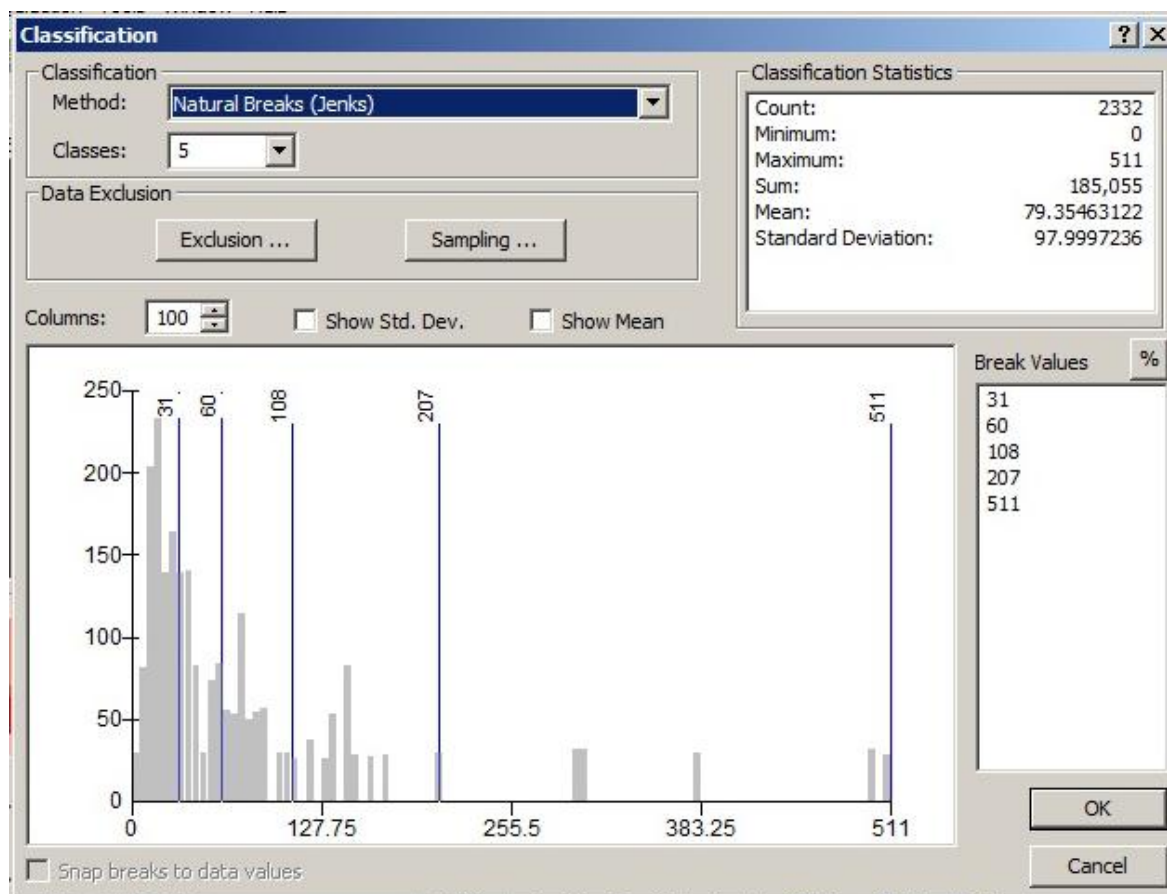 Classification
Classification
Method:
Natural Breaks (Jenks)
Classes:
5
Data Exclusion
Exclusion ...
Sampling ...
Classification Statistics
Count: 2332
Minimum: 0
Maximum: 511
Sum: 185,055
Mean: 79.35463122
Standard Deviation: 97.9997236
Columns: 100
Show Std. Dev.
Show Mean
250
200
150
100
50
0
31
60
108
207
511
0 127.75 255.5 383.25 511
Break Values %
31
60
108
207
511
OK
Cancel
Snap breaks to data values